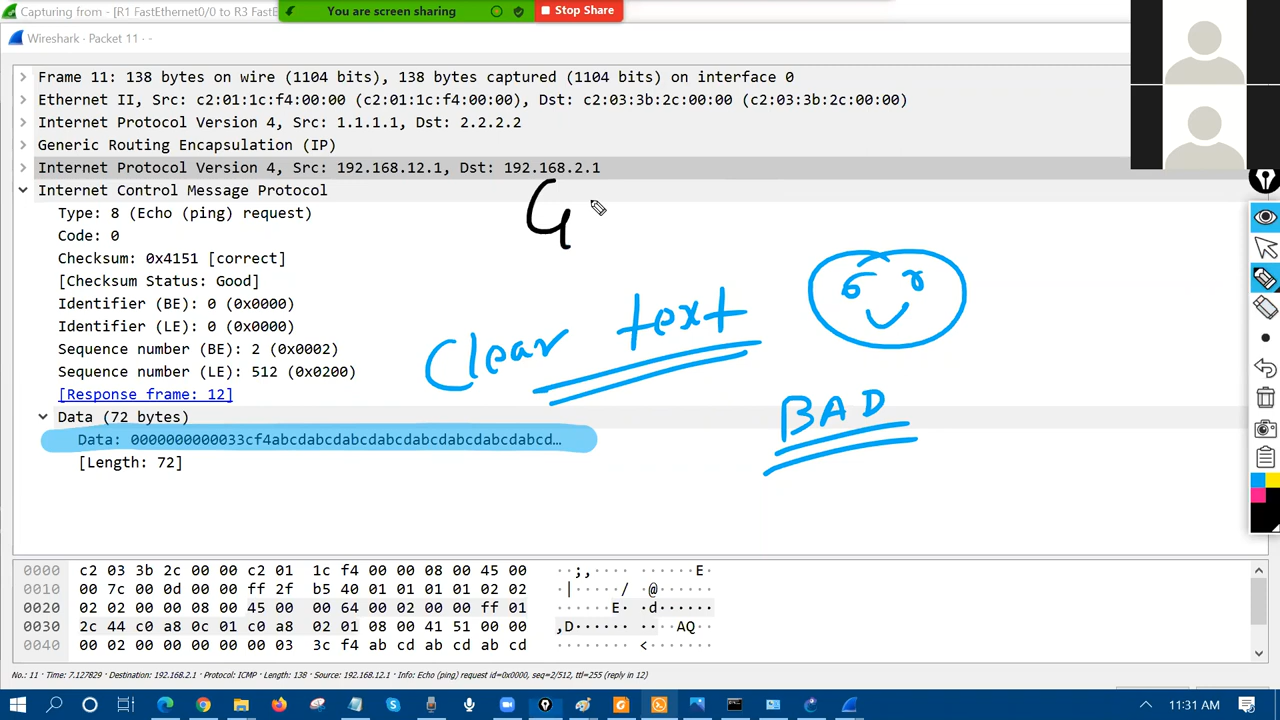 Capturing from - [R1 FastEthernet0/0 to R3 FastE
You are screen sharing
Stop Share
Wireshark · Packet 11 · -
Frame 11: 138 bytes on wire (1104 bits), 138 bytes captured (1104 bits) on interface 0
Ethernet II, Src: c2:01:1c:f4:00:00 (c2:01:1c:f4:00:00), Dst: c2:03:3b:2c:00:00 (c2:03:3b:2c:00:00)
Internet Protocol Version 4, Src: 1.1.1.1, Dst: 2.2.2.2
Generic Routing Encapsulation (IP)
Internet Protocol Version 4, Src: 192.168.12.1, Dst: 192.168.2.1
Internet Control Message Protocol
Type: 8 (Echo (ping) request)
G
Code: 0
Checksum: 0x4151 [correct]
[Checksum Status: Good]
Identifier (BE): 0 (0x0000)
Identifier (LE): 0 (0x0000)
Clear text
Sequence number (BE): 2 (0x0002)
Sequence number (LE): 512 (0x0200)
[Response frame: 12]
BAD
Data (72 bytes)
Data: 0000000000033cf4abcdabcdabcdabcdabcdabcdabcdabcd…
[Length: 72]
0000 c2 03 3b 2c 00 00 c2 01 1c f4 00 00 08 00 45 00 ··;,···· ······E·
0010 00 7c 00 0d 00 00 ff 2f b5 40 01 01 01 01 02 02 ·|·····/ ·@······
0020 02 02 00 00 08 00 45 00 00 64 00 02 00 00 ff 01 ······E· ·d······
0030 2c 44 c0 a8 0c 01 c0 a8 02 01 08 00 41 51 00 00 ,D······ ····AQ··
0040 00 02 00 00 00 00 00 03 3c f4 ab cd ab cd ab cd ········ <·······
No.: 11 · Time: 7.127829 · Destination: 192.168.2.1 · Protocol: ICMP · Length: 138 · Source: 192.168.12.1 · Info: Echo (ping) request id=0x0000, seq=2/512, ttl=255 (reply in 12)
11:31 AM